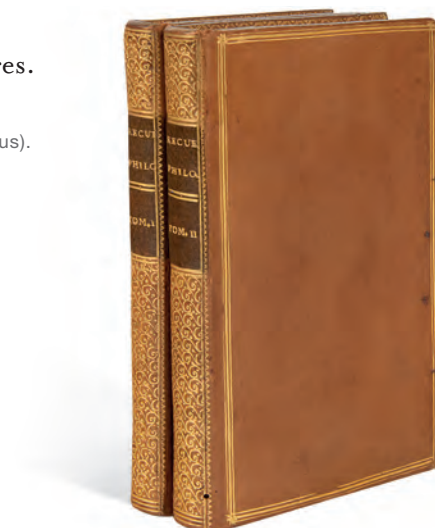 res.
us).
RECUE
PHILO.
TOM. I
RECUE
PHILO.
TOM. II